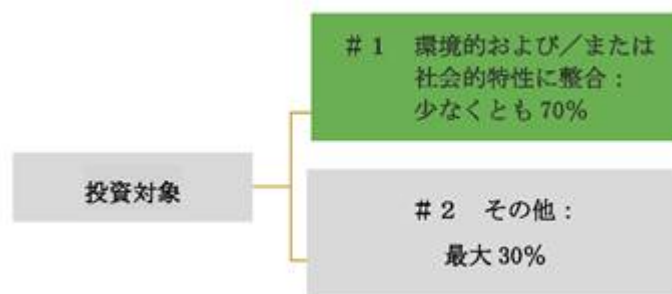 ＃1　環境的および／または
社会的特性に整合：
少なくとも 70%
投資対象
＃2　その他：
最大 30%